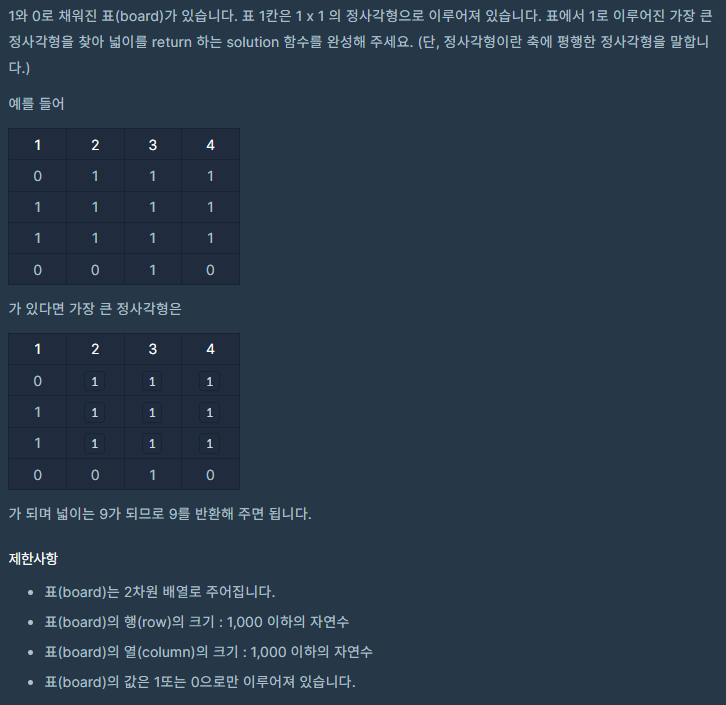 1와 0로 채워진 표(board)가 있습니다. 표 1칸은 1 x 1 의 정사각형으로 이루어져 있습니다. 표에서 1로 이루어진 가장 큰
정사각형을 찾아 넓이를 return 하는 solution 함수를 완성해 주세요. (단, 정사각형이란 축에 평행한 정사각형을 말합니
다.)
예를 들어
1 2 3 4
0 1 1 1
1 1 1 1
1 1 1 1
0 0 1 0
가 있다면 가장 큰 정사각형은
1 2 3 4
0 1 1 1
1 1 1 1
1 1 1 1
0 0 1 0
가 되며 넓이는 9가 되므로 9를 반환해 주면 됩니다.
제한사항
• 표(board)는 2차원 배열로 주어집니다.
• 표(board)의 행(row)의 크기 : 1,000 이하의 자연수
• 표(board)의 열(column)의 크기 : 1,000 이하의 자연수
• 표(board)의 값은 1또는 0으로만 이루어져 있습니다.